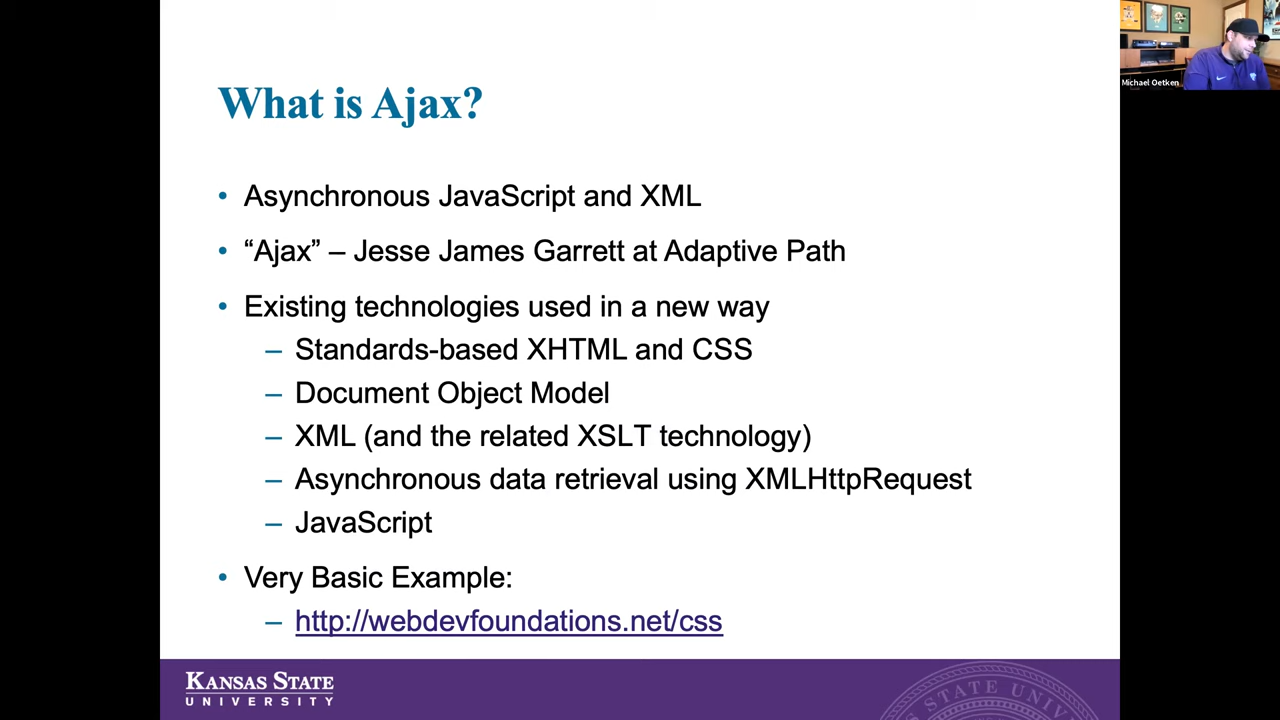 What is Ajax?
• Asynchronous JavaScript and XML
• “Ajax” – Jesse James Garrett at Adaptive Path
• Existing technologies used in a new way
– Standards-based XHTML and CSS
– Document Object Model
– XML (and the related XSLT technology)
– Asynchronous data retrieval using XMLHttpRequest
– JavaScript
• Very Basic Example:
– http://webdevfoundations.net/css
KANSAS STATE
UNIVERSITY
STATE UNIV
Michael Oetken